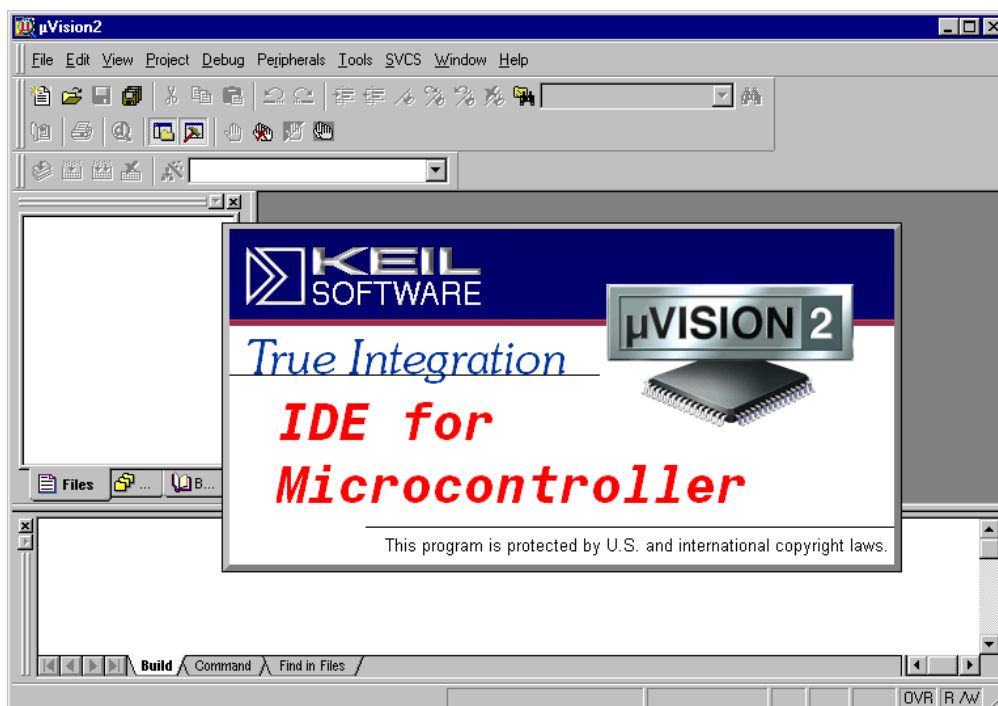 µVision2
File Edit View Project Debug Peripherals Tools SVCS Window Help
KEIL
SOFTWARE
µVISION 2
True Integration
IDE for
Microcontroller
This program is protected by U.S. and international copyright laws.
Files ... B...
Build Command Find in Files
OVR R /W